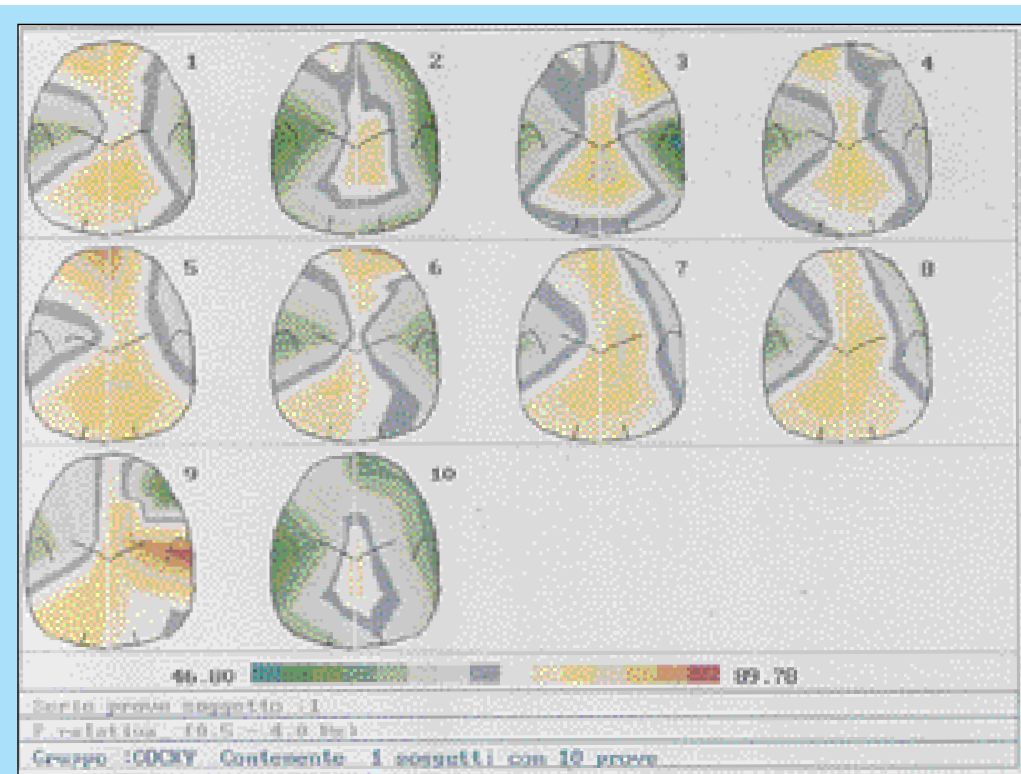 1 2 3 4
5 6 7 8
9 10
46.80 89.78
Serie prove soggetto :1
P.relativa (0.5 - 4.0 Hz)
Gruppo :COCKY Contenente 1 soggetti con 10 prove